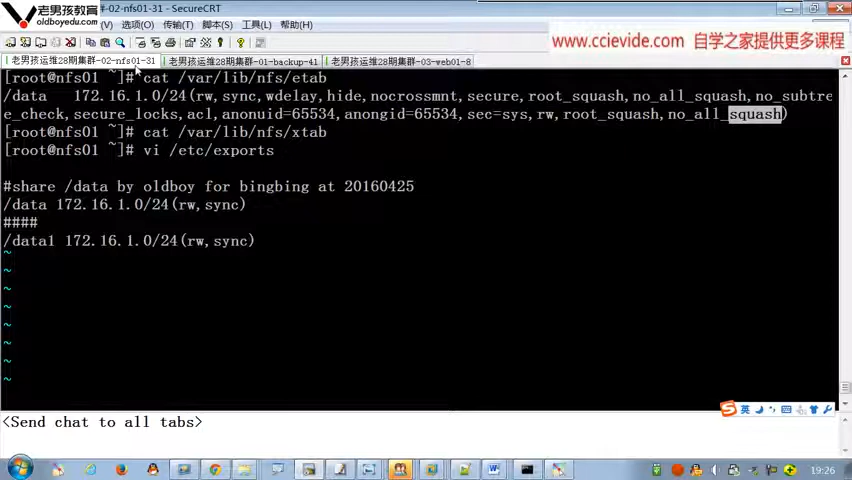 老男孩教育
oldboyedu.com
#-02-nfs01-31 - SecureCRT
(V) 选项(O) 传输(T) 脚本(S) 工具(L) 帮助(H)
www.ccievide.com 自学之家提供更多课程
老男孩运维28期集群-02-nfs01-31 老男孩运维28期集群-01-backup-41 老男孩运维28期集群-03-web01-8
[root@nfs01 ~]# cat /var/lib/nfs/etab
/data 172.16.1.0/24(rw,sync,wdelay,hide,nocrossmnt,secure,root_squash,no_all_squash,no_subtre
e_check,secure_locks,acl,anonuid=65534,anongid=65534,sec=sys,rw,root_squash,no_all_squash)
[root@nfs01 ~]# cat /var/lib/nfs/xtab
[root@nfs01 ~]# vi /etc/exports
#share /data by oldboy for bingbing at 20160425
/data 172.16.1.0/24(rw,sync)
####
/data1 172.16.1.0/24(rw,sync)
~
~
~
~
~
~
~
~
英
<Send chat to all tabs>
19:26